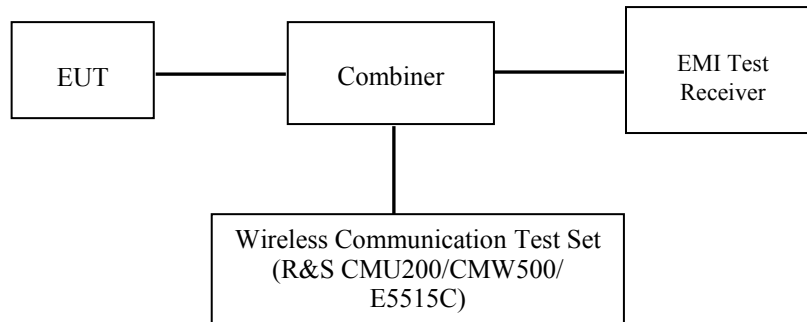 EUT
Combiner
EMI Test
Receiver
Wireless Communication Test Set
(R&S CMU200/CMW500/
E5515C)